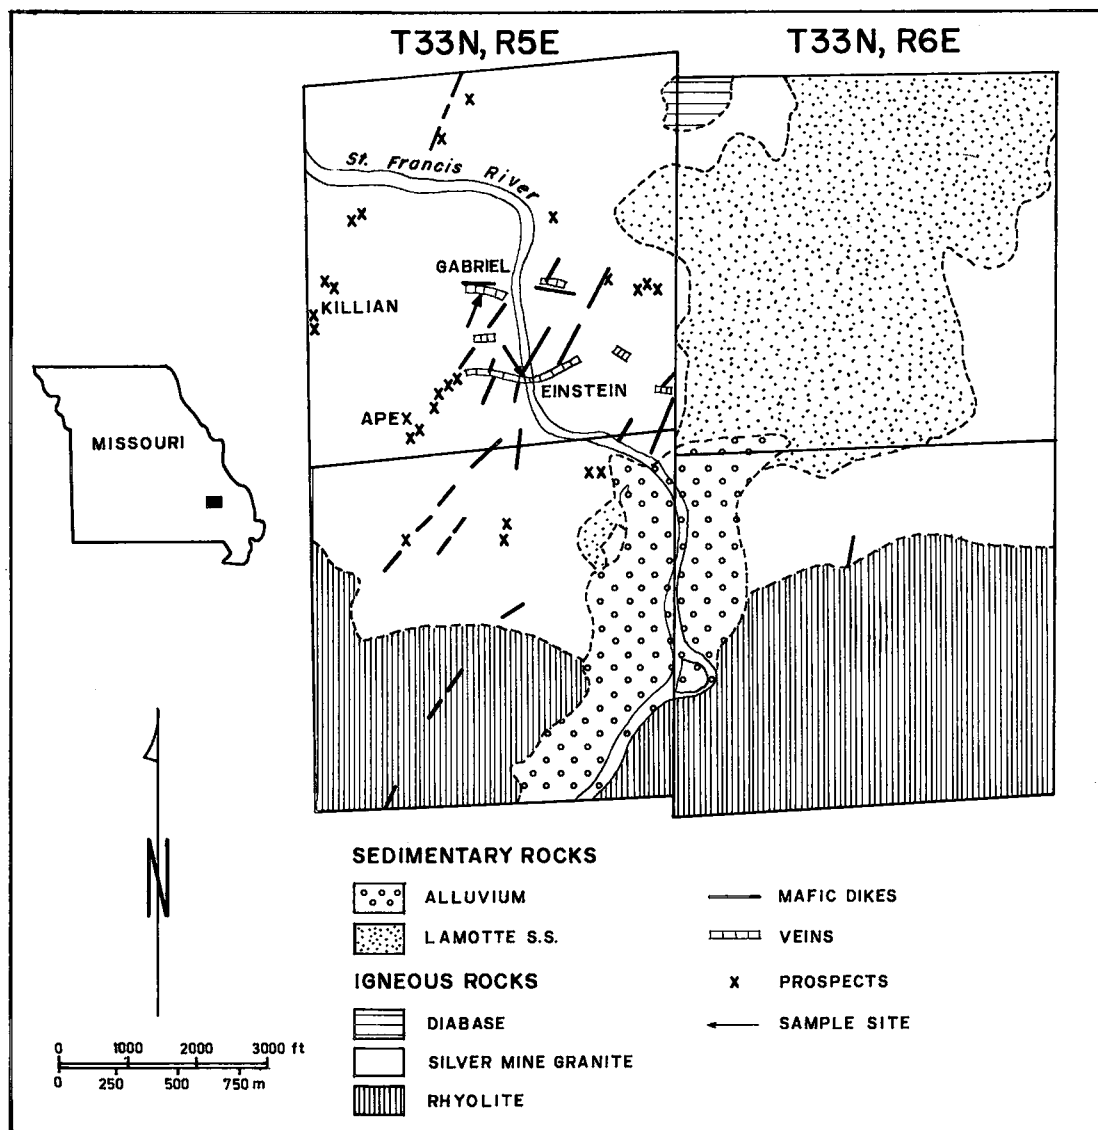 T33N, R5E
T33N, R6E
St. Francis River
GABRIEL
KILLIAN
EINSTEIN
APEX
MISSOURI
N
SEDIMENTARY ROCKS
ALLUVIUM
LAMOTTE S.S.
IGNEOUS ROCKS
DIABASE
SILVER MINE GRANITE
RHYOLITE
MAFIC DIKES
VEINS
X PROSPECTS
SAMPLE SITE
0 1000 2000 3000 ft
0 250 500 750 m